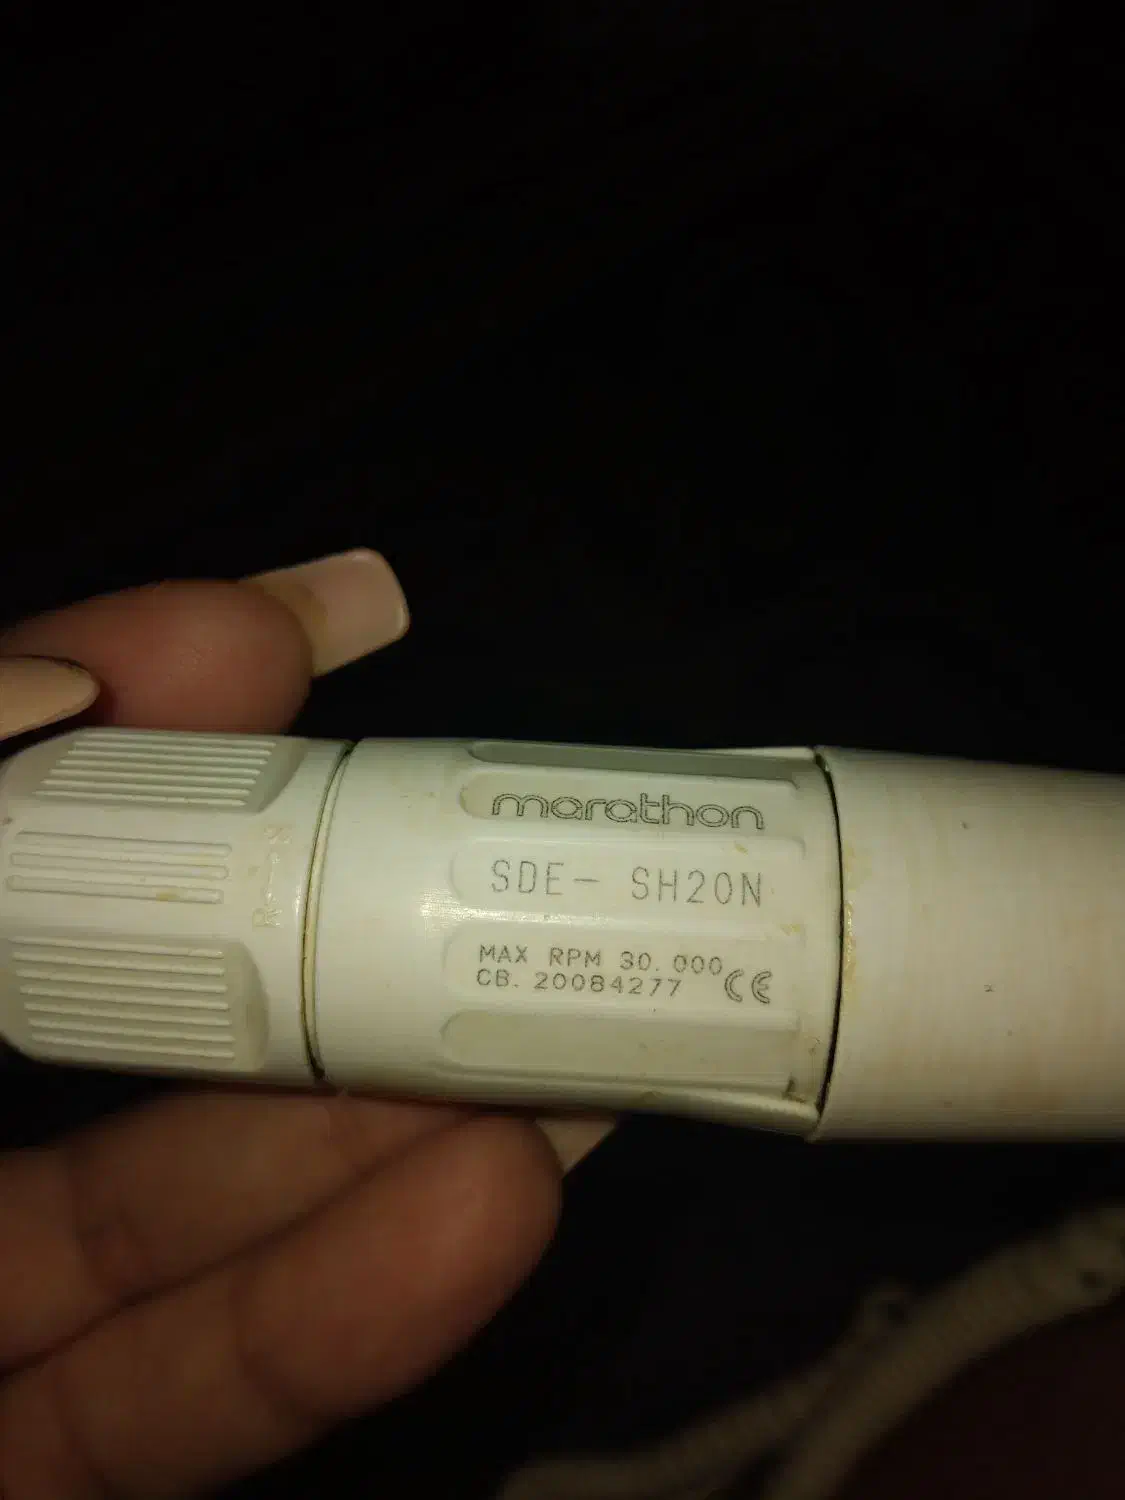 marathon
SDE- SH20N
MAX RPM 30.000
CB. 20084277 CE
R—S